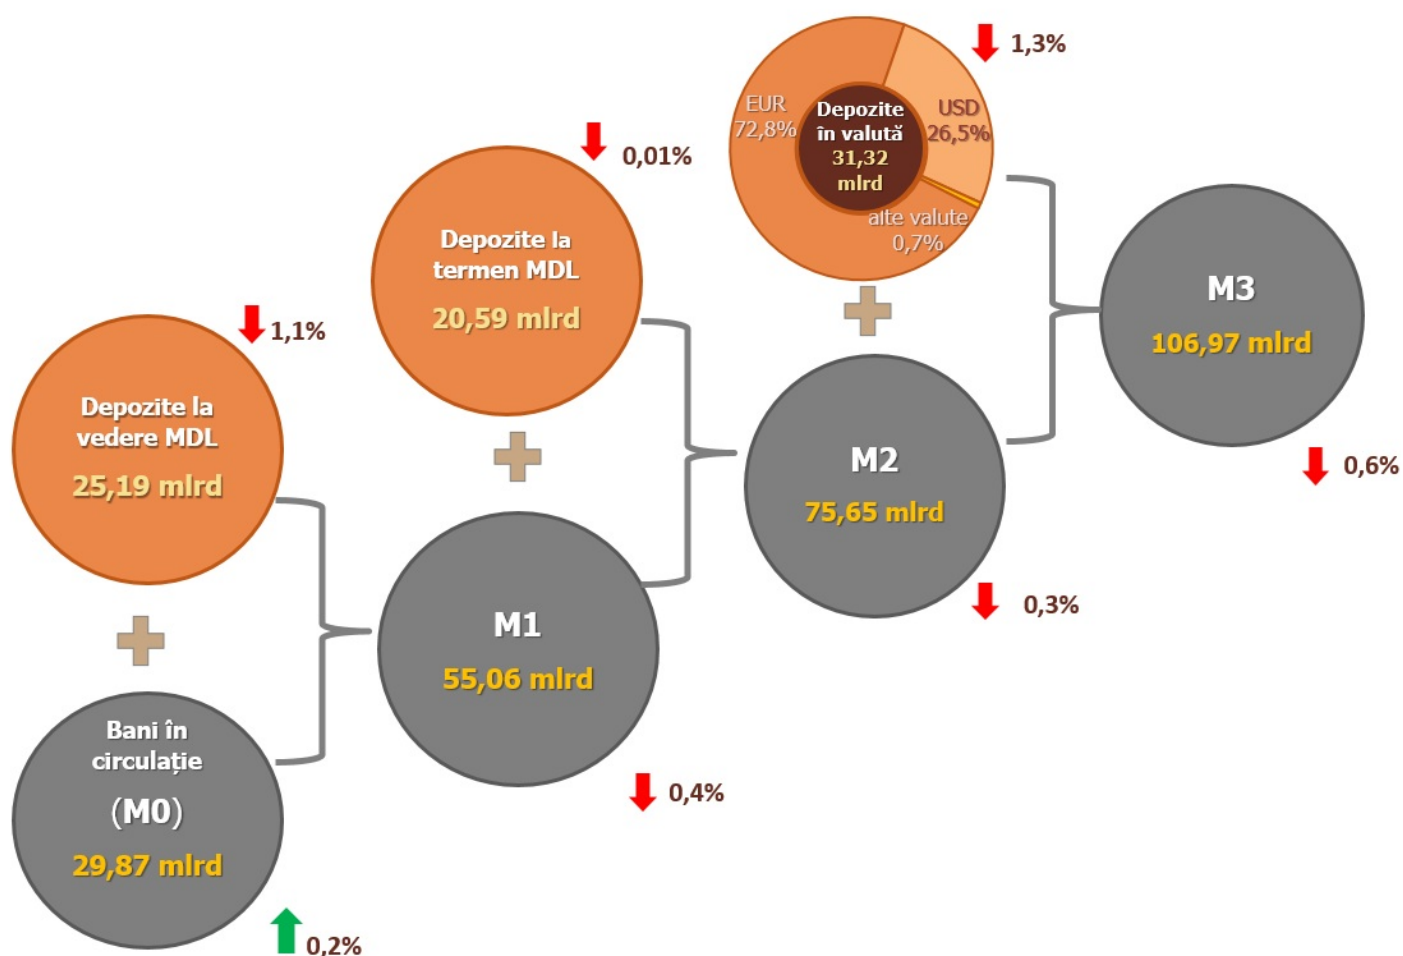 Depozite la
vedere MDL
25,19 mlrd
1,1%
Bani în
circulație
(M0)
29,87 mlrd
0,2%
Depozite la
termen MDL
20,59 mlrd
0,01%
M1
55,06 mlrd
0,4%
EUR
72,8%
Depozite
în valută
31,32
mlrd
USD
26,5%
alte valute
0,7%
1,3%
M2
75,65 mlrd
0,3%
M3
106,97 mlrd
0,6%